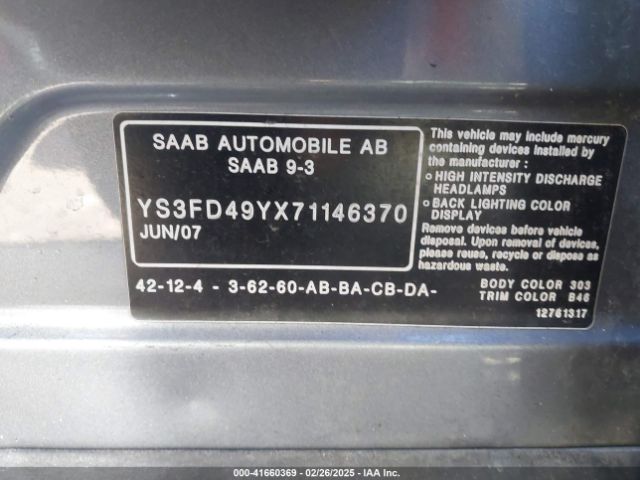 SAAB AUTOMOBILE AB
SAAB 9-3
YS3FD49YX71146370
JUN/07
42-12-4 - 3-62-60-AB-BA-CB-DA-
This vehicle may include mercury
containing devices installed by
the manufacturer :
o HIGH INTENSITY DISCHARGE
HEADLAMPS
o BACK LIGHTING COLOR
DISPLAY
Remove devices before vehicle
disposal. Upon removal of devices,
please reuse, recycle or dispose as
hazardous waste.
BODY COLOR 303
TRIM COLOR B46
12761317
000-41660369 - 02/26/2025 - IAA Inc.